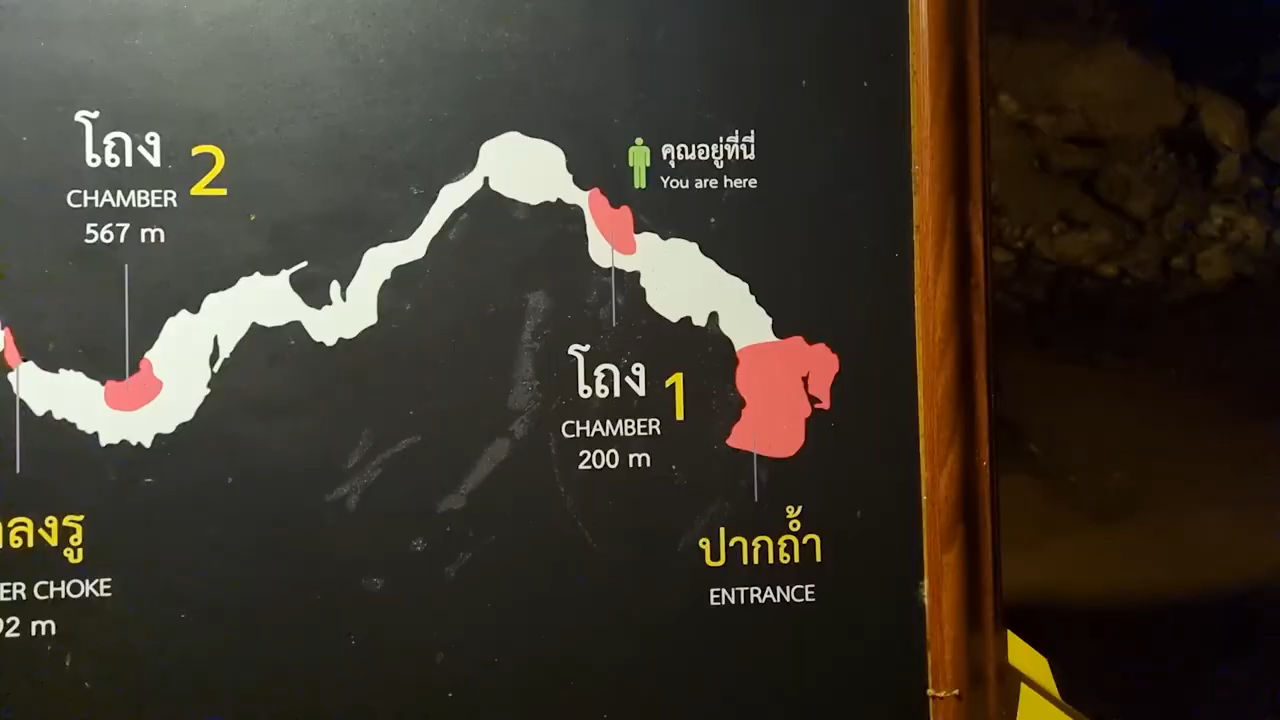 โถง 2
CHAMBER
567 m
คุณอยู่ที่นี่
You are here
โถง 1
CHAMBER
200 m
ลงรู
ER CHOKE
92 m
ปากถ้ำ
ENTRANCE